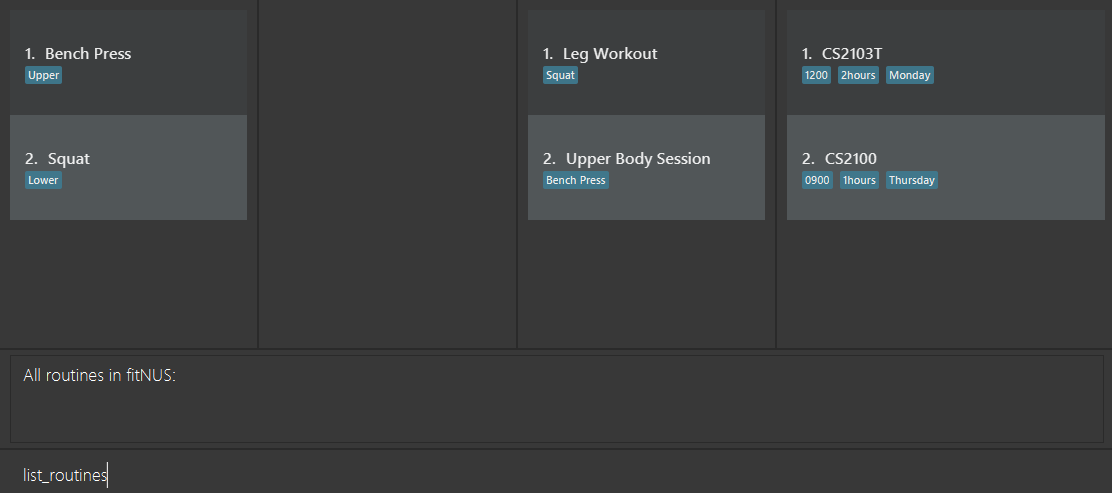 1. Bench Press
Upper
2. Squat
Lower
1. Leg Workout
Squat
2. Upper Body Session
Bench Press
1. CS2103T
1200 2hours Monday
2. CS2100
0900 1hours Thursday
All routines in fitNUS:
list_routines